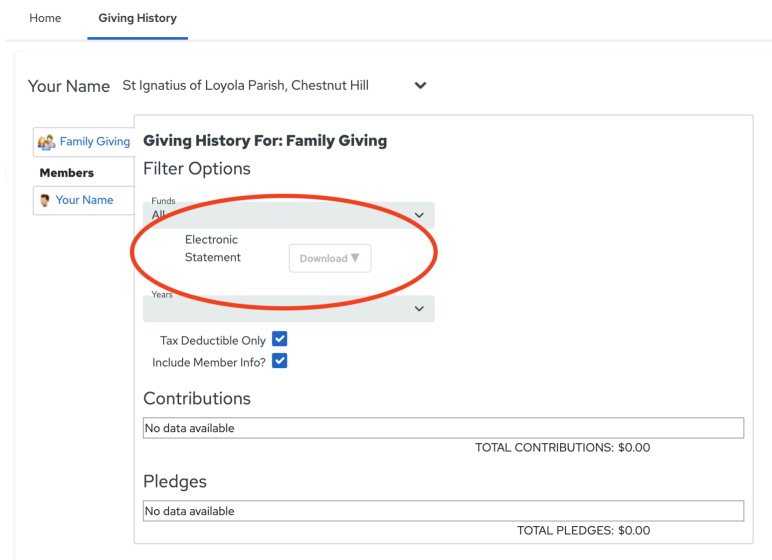 Home Giving History
Your Name St Ignatius of Loyola Parish, Chestnut Hill
Family Giving
Members
Your Name
Giving History For: Family Giving
Filter Options
Funds
All
Electronic
Statement
Download ▼
Years
Tax Deductible Only
Include Member Info?
Contributions
No data available
TOTAL CONTRIBUTIONS: $0.00
Pledges
No data available
TOTAL PLEDGES: $0.00